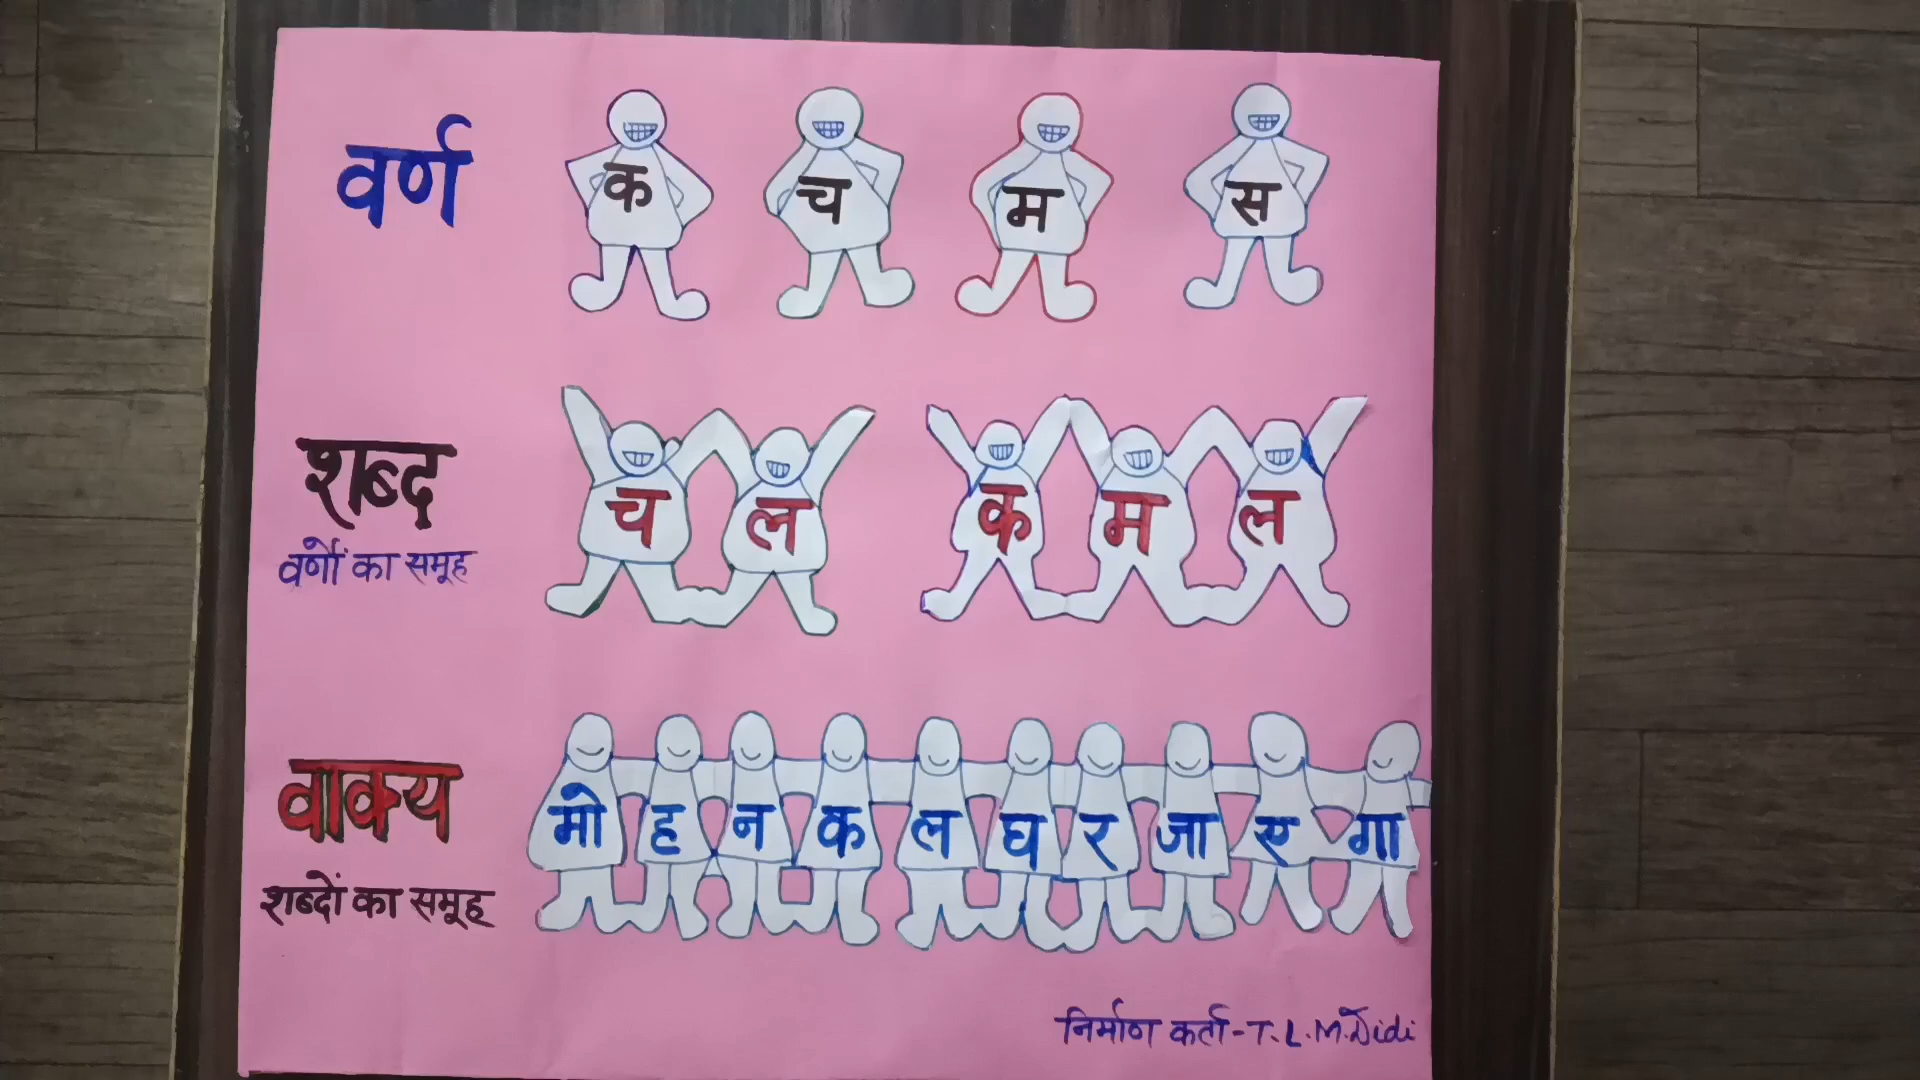 वर्ण क च म स
शब्द च ल क म ल
वर्णों का समूह
वाक्य मो ह न क ल घ र जा ए गा
शब्दों का समूह
निर्माण कर्ता - T. L. M. Didi